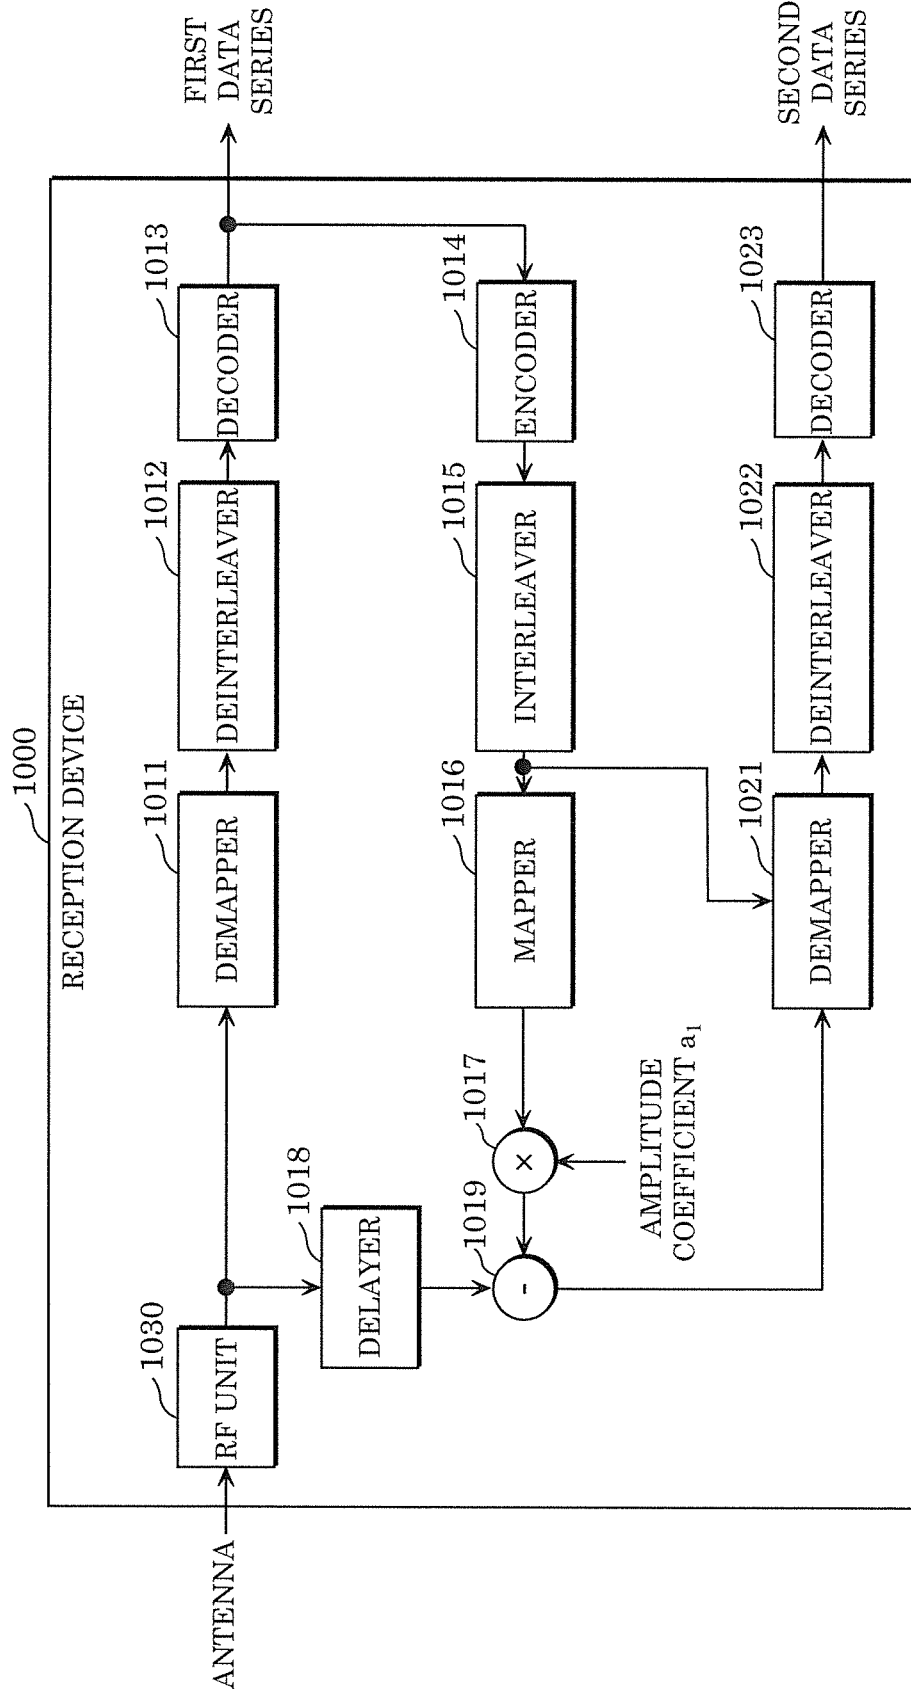 1000
RECEPTION DEVICE
ANTENNA
1030
RF UNIT
1011
DEMAPPER
1012
DEINTERLEAVER
1013
DECODER
FIRST
DATA
SERIES
1018
DELAYER
1019
-
1017
×
AMPLITUDE
COEFFICIENT a₁
1016
MAPPER
1015
INTERLEAVER
1014
ENCODER
1021
DEMAPPER
1022
DEINTERLEAVER
1023
DECODER
SECOND
DATA
SERIES